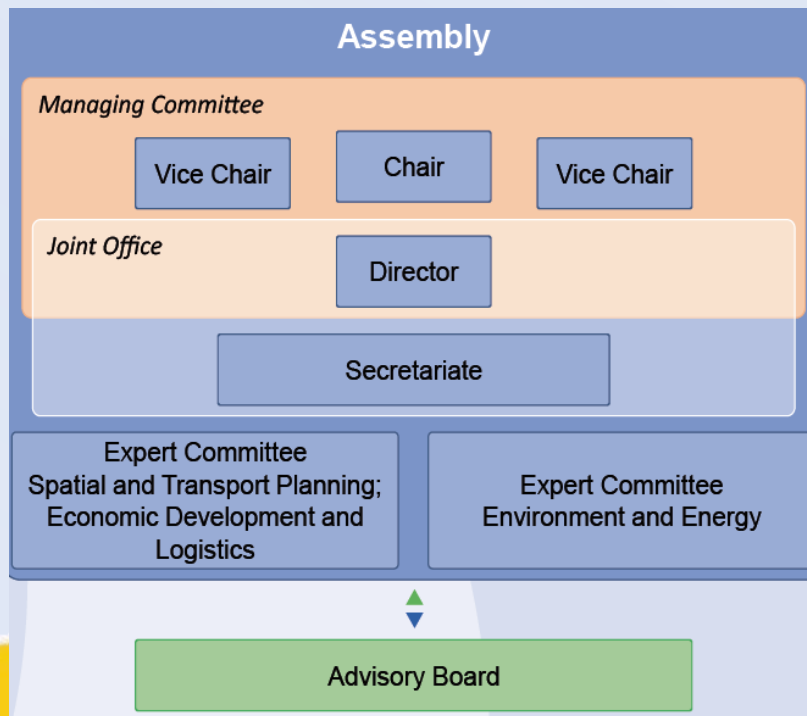 Assembly
Managing Committee
Vice Chair
Chair
Vice Chair
Joint Office
Director
Secretariate
Expert Committee
Spatial and Transport Planning;
Economic Development and
Logistics
Expert Committee
Environment and Energy
Advisory Board